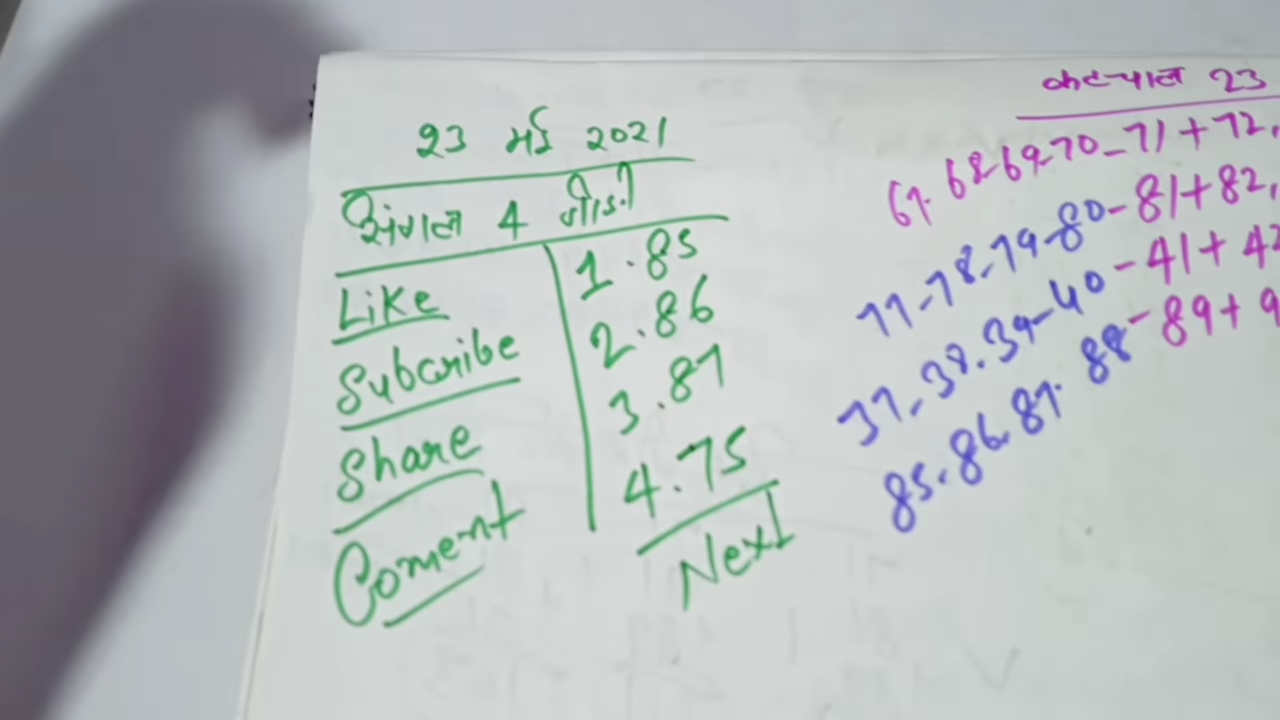 23 मई 2021
सिंगल 4 जोडी
Like
Subcribe
Share
Coment
1.85
2.86
3.87
4.75
Next
23
67-68-69-70-71+72,
77-78-79-80-81+82,
37-38.39-40-41+42
85-86-87-88-89+9